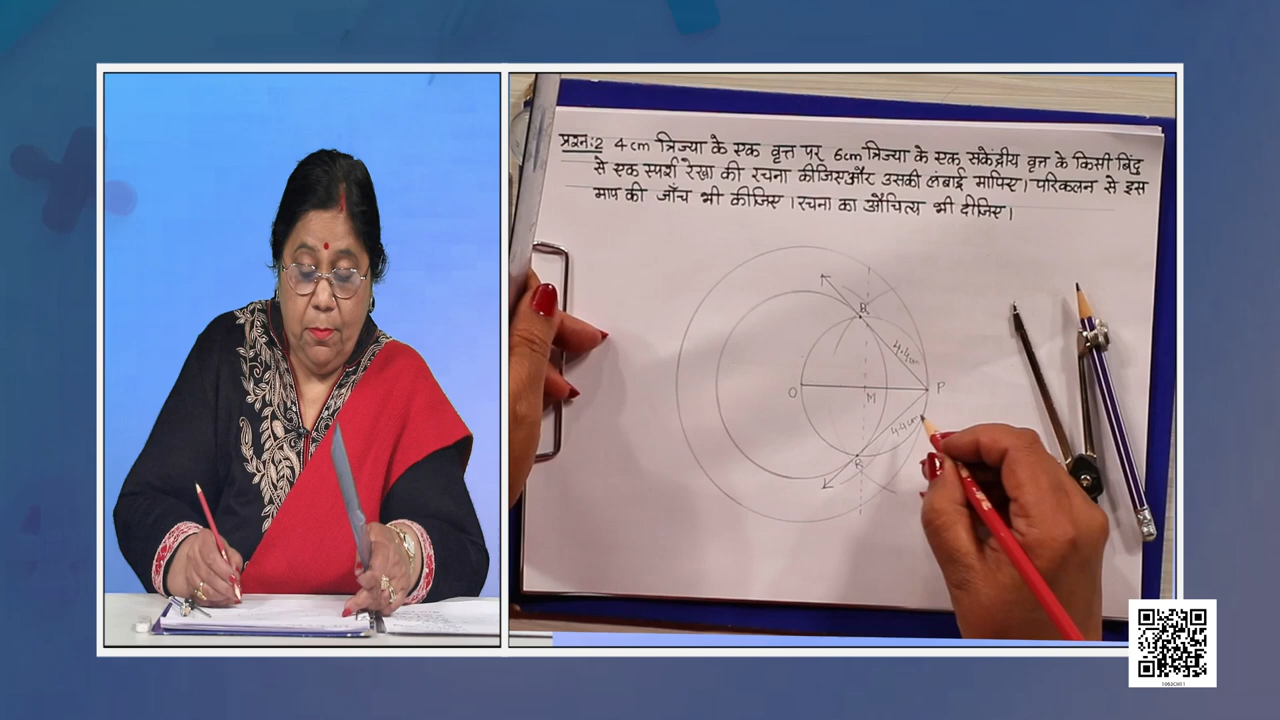 प्रश्न:2 4 cm त्रिज्या के एक वृत्त पर 6cm त्रिज्या के एक संकेंद्रीय वृत्त के किसी बिंदु
से एक स्पर्श रेखा की रचना कीजिए और उसकी लंबाई मापिए। परिकलन से इस
माप की जाँच भी कीजिए। रचना का औचित्य भी दीजिए।
Q
4.4cm
O
M
P
4.4cm
R